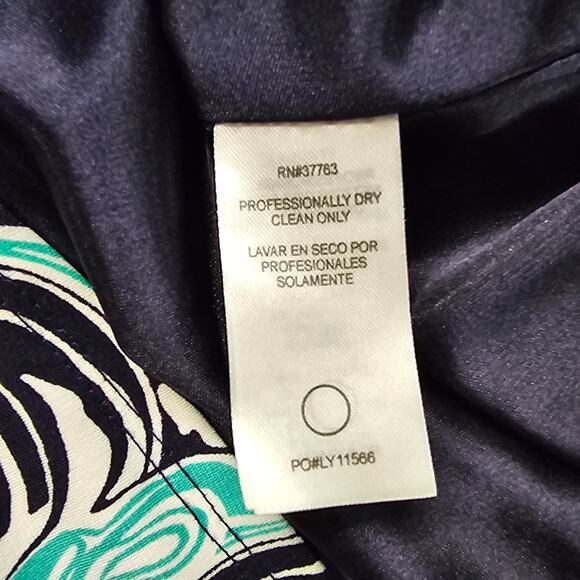 RN#37763
PROFESSIONALLY DRY
CLEAN ONLY
LAVAR EN SECO POR
PROFESIONALES
SOLAMENTE
PO#LY11566